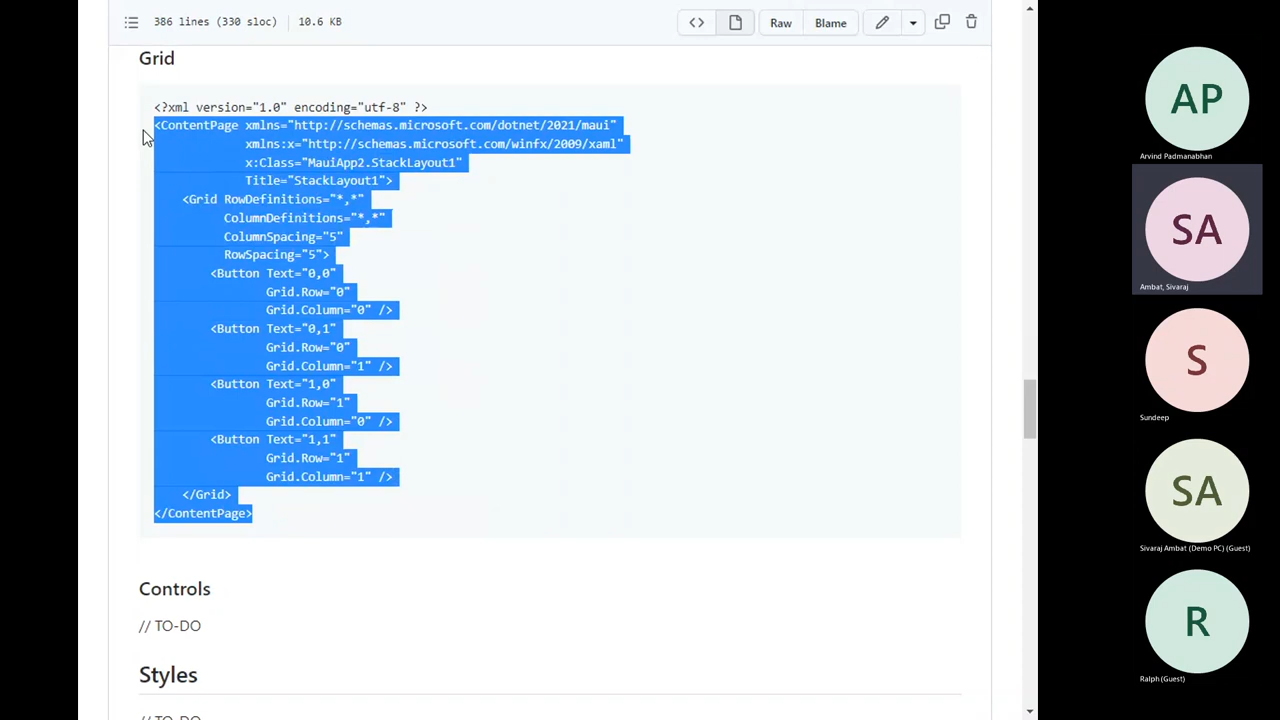 386 lines (330 sloc) 10.6 KB
Raw Blame
Grid
<?xml version="1.0" encoding="utf-8" ?>
<ContentPage xmlns="http://schemas.microsoft.com/dotnet/2021/maui"
xmlns:x="http://schemas.microsoft.com/winfx/2009/xaml"
x:Class="MauiApp2.StackLayout1"
Title="StackLayout1">
<Grid RowDefinitions="*,*"
ColumnDefinitions="*,*"
ColumnSpacing="5"
RowSpacing="5">
<Button Text="0,0"
Grid.Row="0"
Grid.Column="0" />
<Button Text="0,1"
Grid.Row="0"
Grid.Column="1" />
<Button Text="1,0"
Grid.Row="1"
Grid.Column="0" />
<Button Text="1,1"
Grid.Row="1"
Grid.Column="1" />
</Grid>
</ContentPage>
Controls
// TO-DO
Styles
// TO-DO
AP
Arvind Padmanabhan
SA
Ambat, Sivaraj
S
Sundeep
SA
Sivaraj Ambat (Demo PC) (Guest)
R
Ralph (Guest)